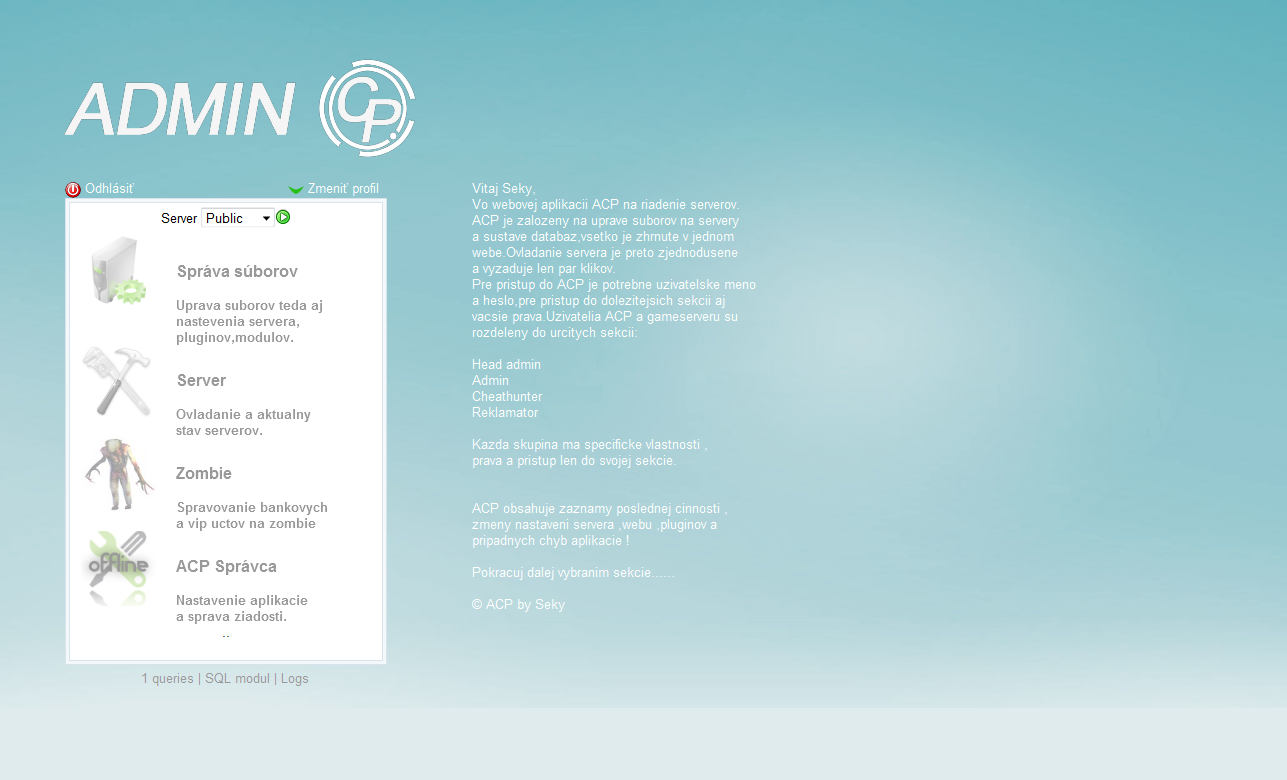 ADMIN CP.
Odhlásiť
Zmeniť profil
Server Public
Správa súborov
Uprava suborov teda aj
nastevenia servera,
pluginov,modulov.
Server
Ovladanie a aktualny
stav serverov.
Zombie
Spravovanie bankovych
a vip uctov na zombie
offline
ACP Správca
Nastavenie aplikacie
a sprava ziadosti.
..
1 queries | SQL modul | Logs
Vitaj Seky,
Vo webovej aplikacii ACP na riadenie serverov.
ACP je zalozeny na uprave suborov na servery
a sustave databaz,vsetko je zhrnute v jednom
webe.Ovladanie servera je preto zjednodusene
a vyzaduje len par klikov.
Pre pristup do ACP je potrebne uzivatelske meno
a heslo,pre pristup do dolezitejsich sekcii aj
vacsie prava.Uzivatelia ACP a gameserveru su
rozdeleny do urcitych sekcii:
Head admin
Admin
Cheathunter
Reklamator
Kazda skupina ma specificke vlastnosti ,
prava a pristup len do svojej sekcie.
ACP obsahuje zaznamy poslednej cinnosti ,
zmeny nastaveni servera ,webu ,pluginov a
pripadnych chyb aplikacie !
Pokracuj dalej vybranim sekcie......
© ACP by Seky